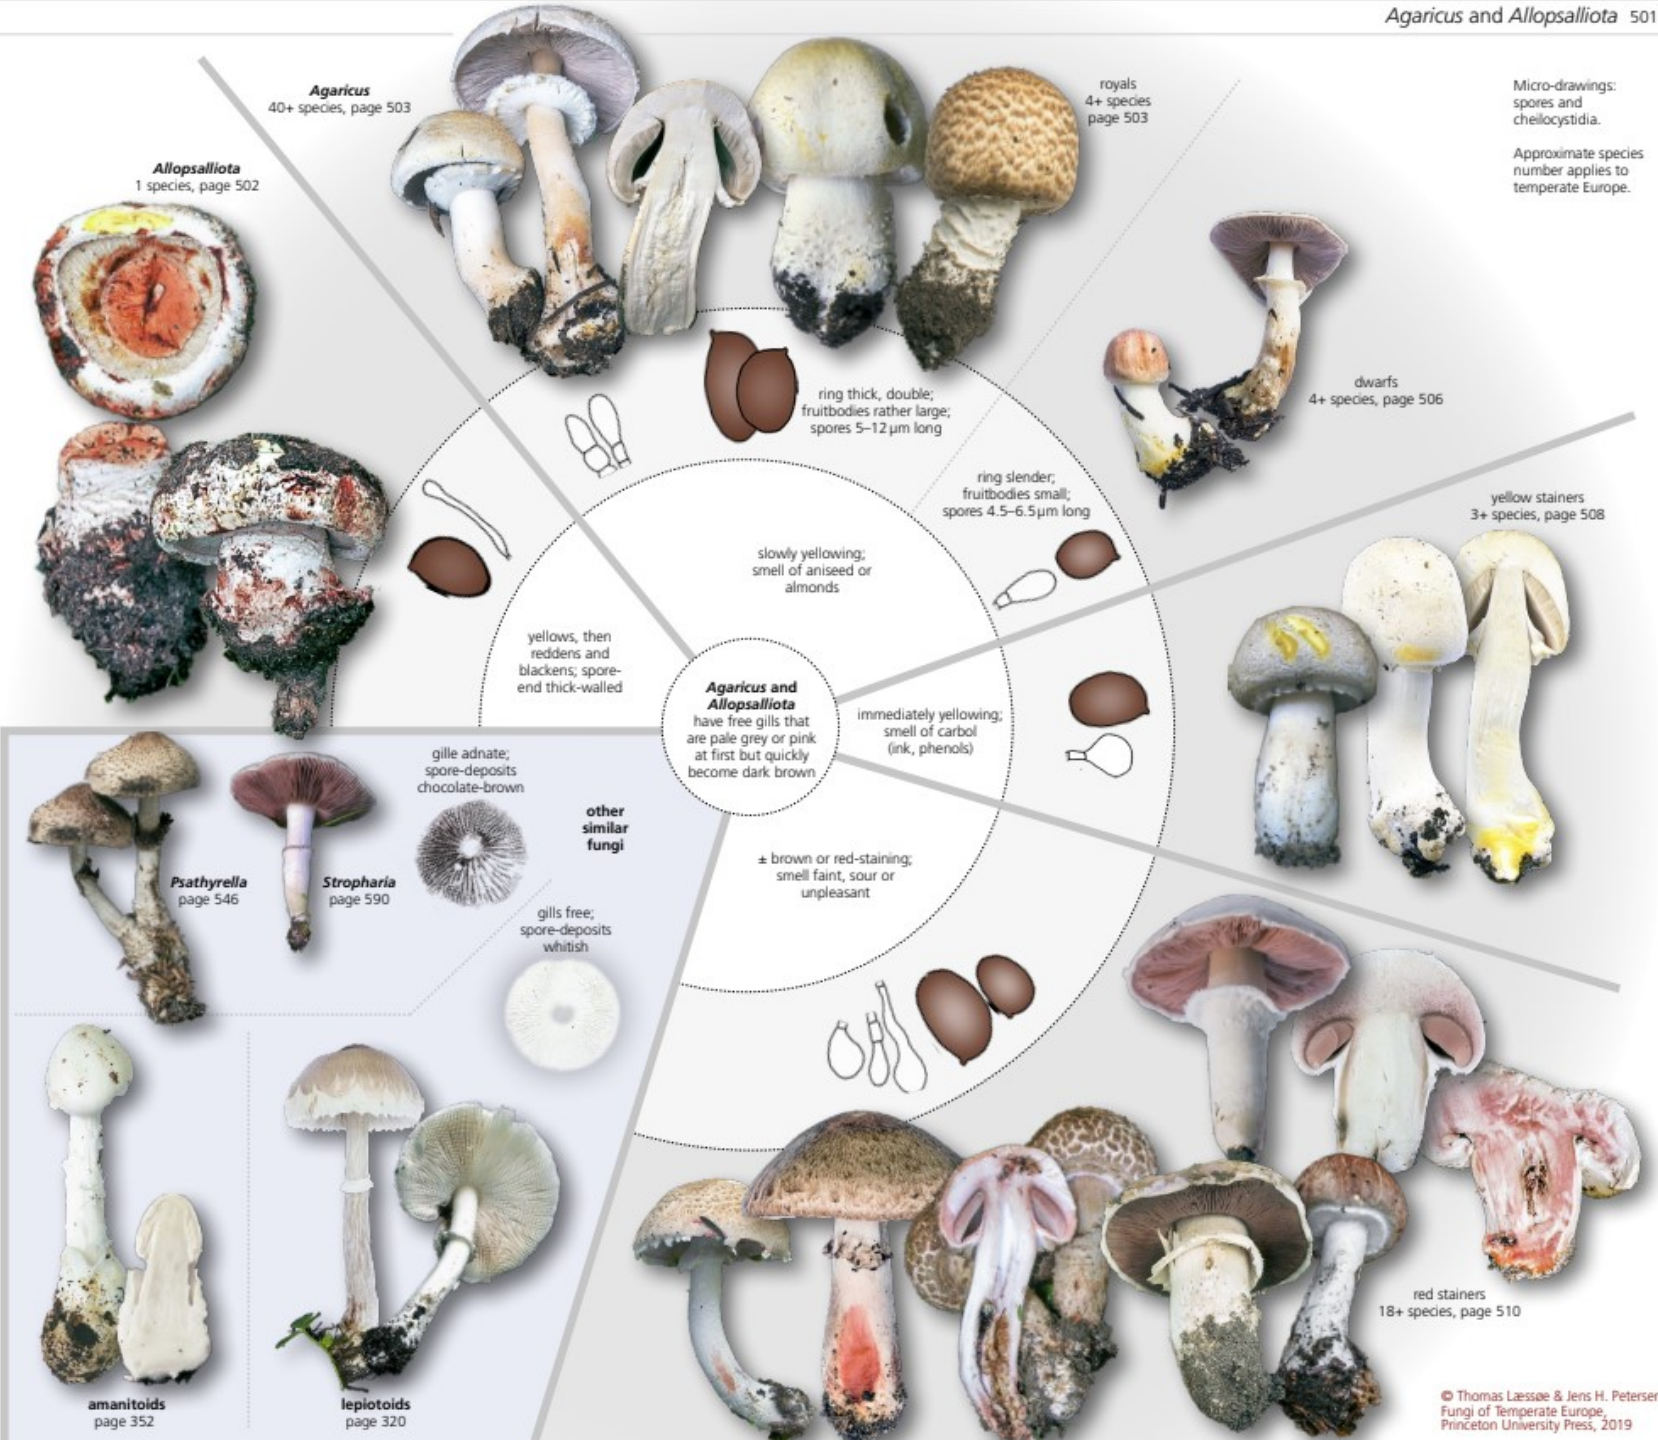 Agaricus and Allopsalliota 501
Agaricus
40+ species, page 503
royals
4+ species
page 503
Micro-drawings:
spores and
cheilocystidia.
Approximate species
number applies to
temperate Europe.
Allopsalliota
1 species, page 502
dwarfs
4+ species, page 506
ring thick, double;
fruitbodies rather large;
spores 5–12 µm long
ring slender;
fruitbodies small;
spores 4.5–6.5 µm long
yellow stainers
3+ species, page 508
slowly yellowing;
smell of aniseed or
almonds
yellows, then
reddens and
blackens; spore-
end thick-walled
Agaricus and
Allopsalliota
have free gills that
are pale grey or pink
at first but quickly
become dark brown
immediately yellowing;
smell of carbol
(ink, phenols)
± brown or red-staining;
smell faint, sour or
unpleasant
gille adnate;
spore-deposits
chocolate-brown
other
similar
fungi
Psathyrella
page 546
Stropharia
page 590
gills free;
spore-deposits
whitish
red stainers
18+ species, page 510
amanitoids
page 352
lepiotoids
page 320
© Thomas Læssøe & Jens H. Petersen
Fungi of Temperate Europe,
Princeton University Press, 2019